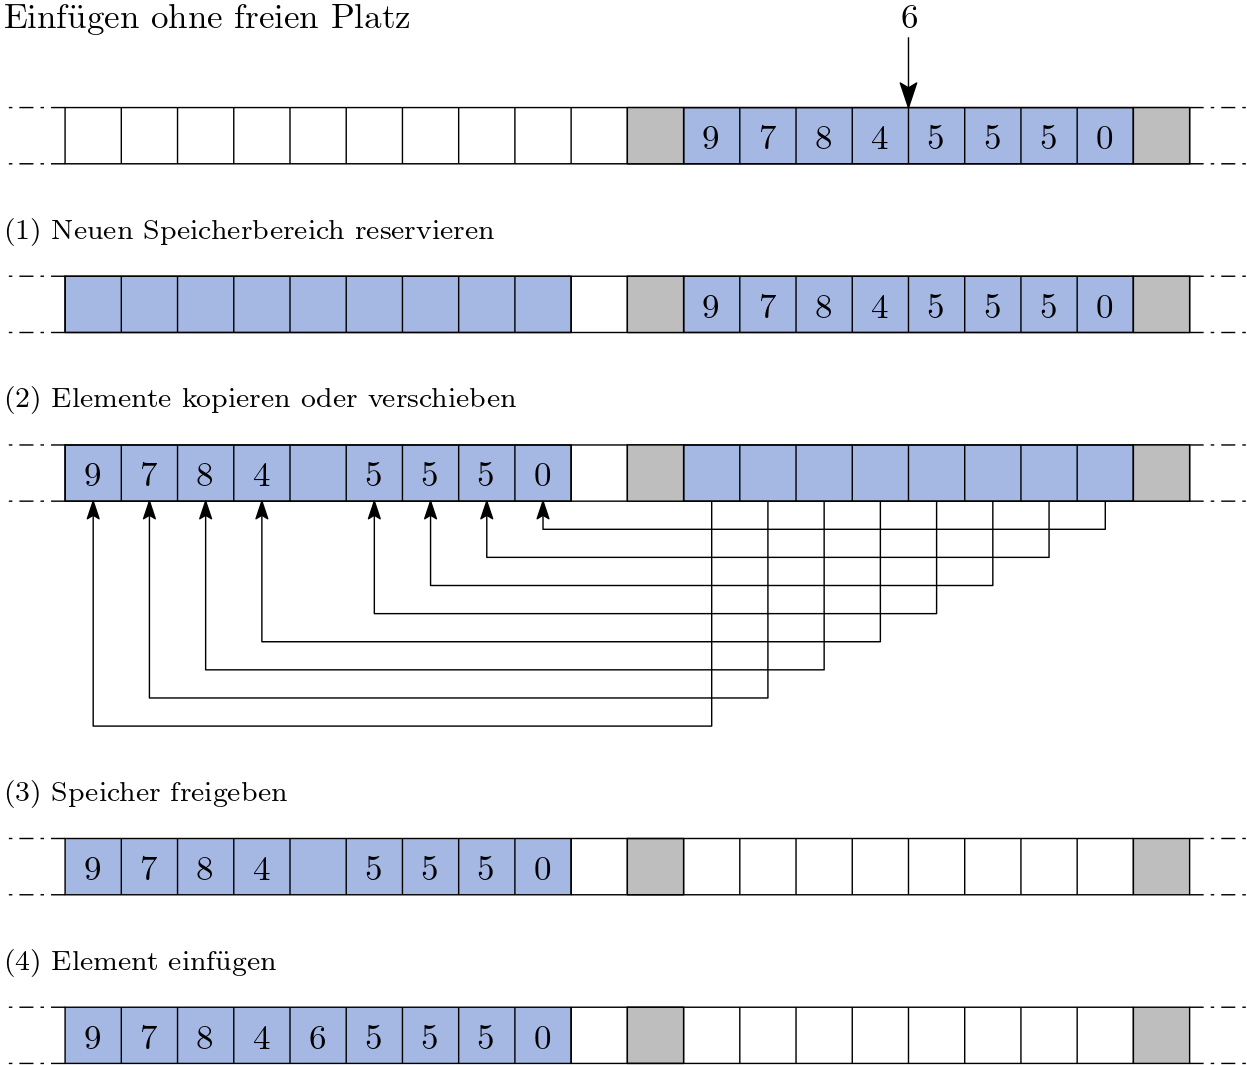 Einfügen ohne freien Platz
6
9 7 8 4 5 5 5 0
(1) Neuen Speicherbereich reservieren
9 7 8 4 5 5 5 0
(2) Elemente kopieren oder verschieben
9 7 8 4 5 5 5 0
(3) Speicher freigeben
9 7 8 4 5 5 5 0
(4) Element einfügen
9 7 8 4 6 5 5 5 0